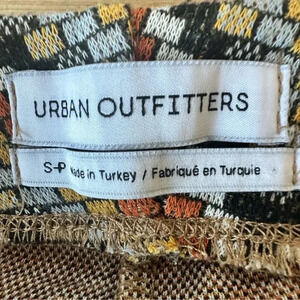 URBAN OUTFITTERS
S-P Made in Turkey / Fabriqué en Turquie